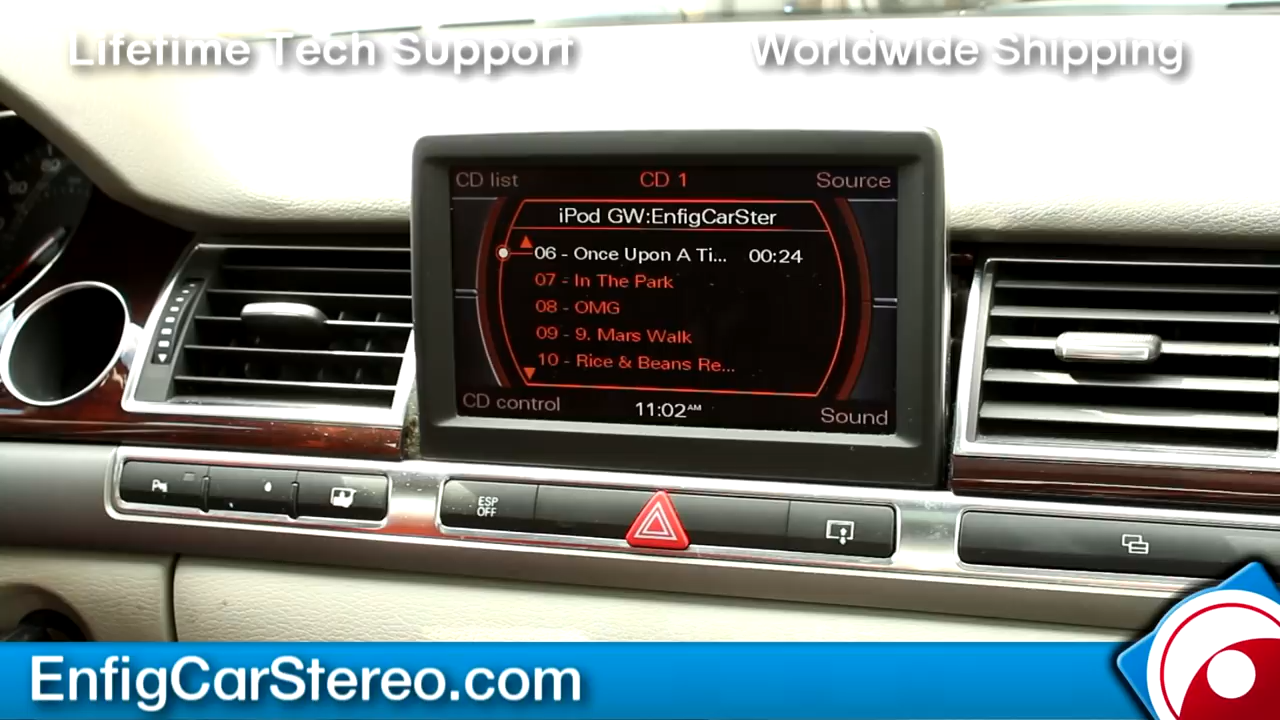 Lifetime Tech Support
Worldwide Shipping
CD list
CD 1
Source
iPod GW:EnfigCarSter
06 - Once Upon A Ti... 00:24
07 - In The Park
08 - OMG
09 - 9. Mars Walk
10 - Rice & Beans Re...
CD control
11:02AM
Sound
ESP
OFF
EnfigCarStereo.com